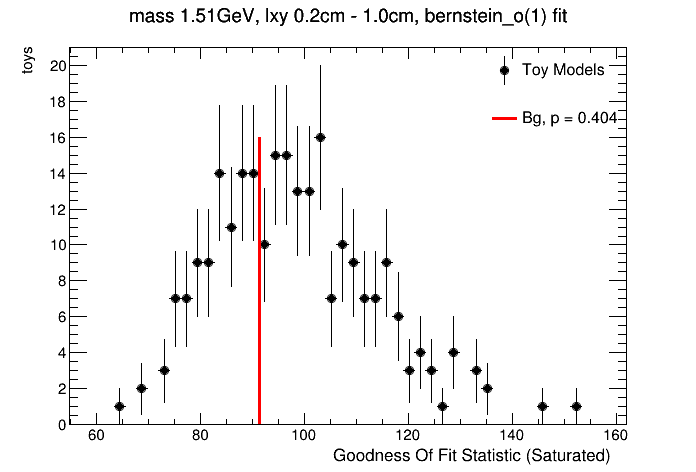 mass 1.51GeV, lxy 0.2cm - 1.0cm, bernstein_o(1) fit
toys
20
18
16
14
12
10
8
6
4
2
0
Toy Models
Bg, p = 0.404
60 80 100 120 140 160
Goodness Of Fit Statistic (Saturated)